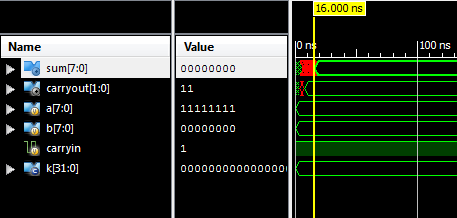 16.000 ns
Name Value 0 ns 100 ns
sum[7:0] 00000000
carryout[1:0] 11
a[7:0] 11111111
b[7:0] 00000000
carryin 1
k[31:0] 0000000000000000